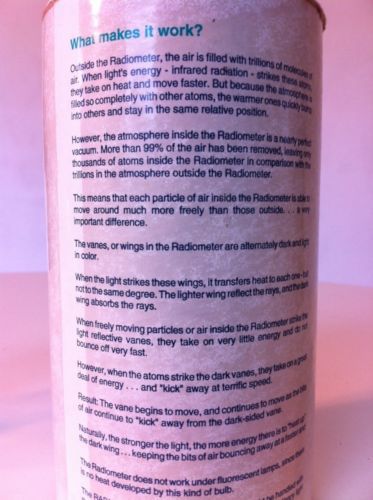 What makes it work?
Outside the Radiometer, the air is filled with trillions of molecules of
air. When light's energy - infrared radiation - strikes these atoms,
they take on heat and move faster. But because the atmosphere is
filled so completely with other atoms, the warmer ones quickly bump
into others and stay in the same relative position.
However, the atmosphere inside the Radiometer is a nearly perfect
vacuum. More than 99% of the air has been removed, leaving only
thousands of atoms inside the Radiometer in comparison with the
trillions in the atmosphere outside the Radiometer.
This means that each particle of air inside the Radiometer is able to
move around much more freely than those outside. . . a very
important difference.
The vanes, or wings in the Radiometer are alternately dark and light
in color.
When the light strikes these wings, it transfers heat to each one - but
not to the same degree. The lighter wing reflect the rays, and the dark
wing absorbs the rays.
When freely moving particles or air inside the Radiometer strike the
light reflective vanes, they take on very little energy and do not
bounce off very fast.
However, when the atoms strike the dark vanes, they take on a great
deal of energy . . . and "kick" away at terrific speed.
Result: The vane begins to move, and continues to move as the bits
of air continue to "kick" away from the dark-sided vane.
Naturally, the stronger the light, the more energy there is to "heat up"
the dark wing . . . keeping the bits of air bouncing away at a faster and
The Radiometer does not work under fluorescent lamps, since there
is no heat developed by this kind of bulb.
The
be handled with